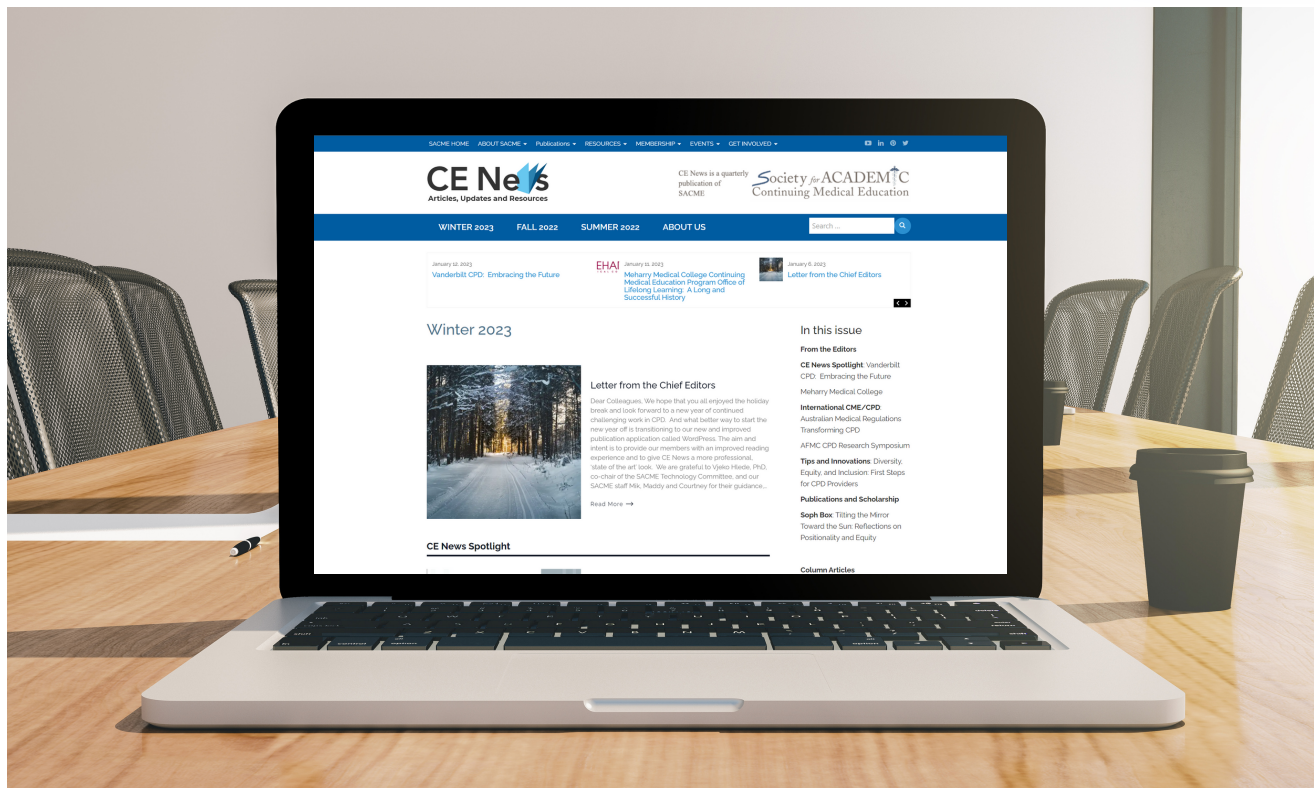 SACME HOME ABOUT SACME Publications RESOURCES MEMBERSHIP EVENTS GET INVOLVED
CE News
Articles, Updates and Resources
CE News is a quarterly
publication of
SACME
Society for ACADEMIC
Continuing Medical Education
WINTER 2023 FALL 2022 SUMMER 2022 ABOUT US
Search ...
January 12, 2023
Vanderbilt CPD: Embracing the Future
EHAI
January 11, 2023
Meharry Medical College Continuing
Medical Education Program Office of
Lifelong Learning: A Long and
Successful History
January 6, 2023
Letter from the Chief Editors
Winter 2023
Letter from the Chief Editors
Dear Colleagues, We hope that you all enjoyed the holiday
break and look forward to a new year of continued
challenging work in CPD. And what better way to start the
new year off is transitioning to our new and improved
publication application called WordPress. The aim and
intent is to provide our members with an improved reading
experience and to give CE News a more professional,
'state of the art' look. We are grateful to Vjeko Hlede, PhD,
co-chair of the SACME Technology Committee, and our
SACME staff Mik, Maddy and Courtney for their guidance,...
Read More →
CE News Spotlight
In this issue
From the Editors
CE News Spotlight: Vanderbilt
CPD: Embracing the Future
Meharry Medical College
International CME/CPD:
Australian Medical Regulations
Transforming CPD
AFMC CPD Research Symposium
Tips and Innovations: Diversity,
Equity, and Inclusion: First Steps
for CPD Providers
Publications and Scholarship
Soph Box: Tilting the Mirror
Toward the Sun: Reflections on
Positionality and Equity
Column Articles